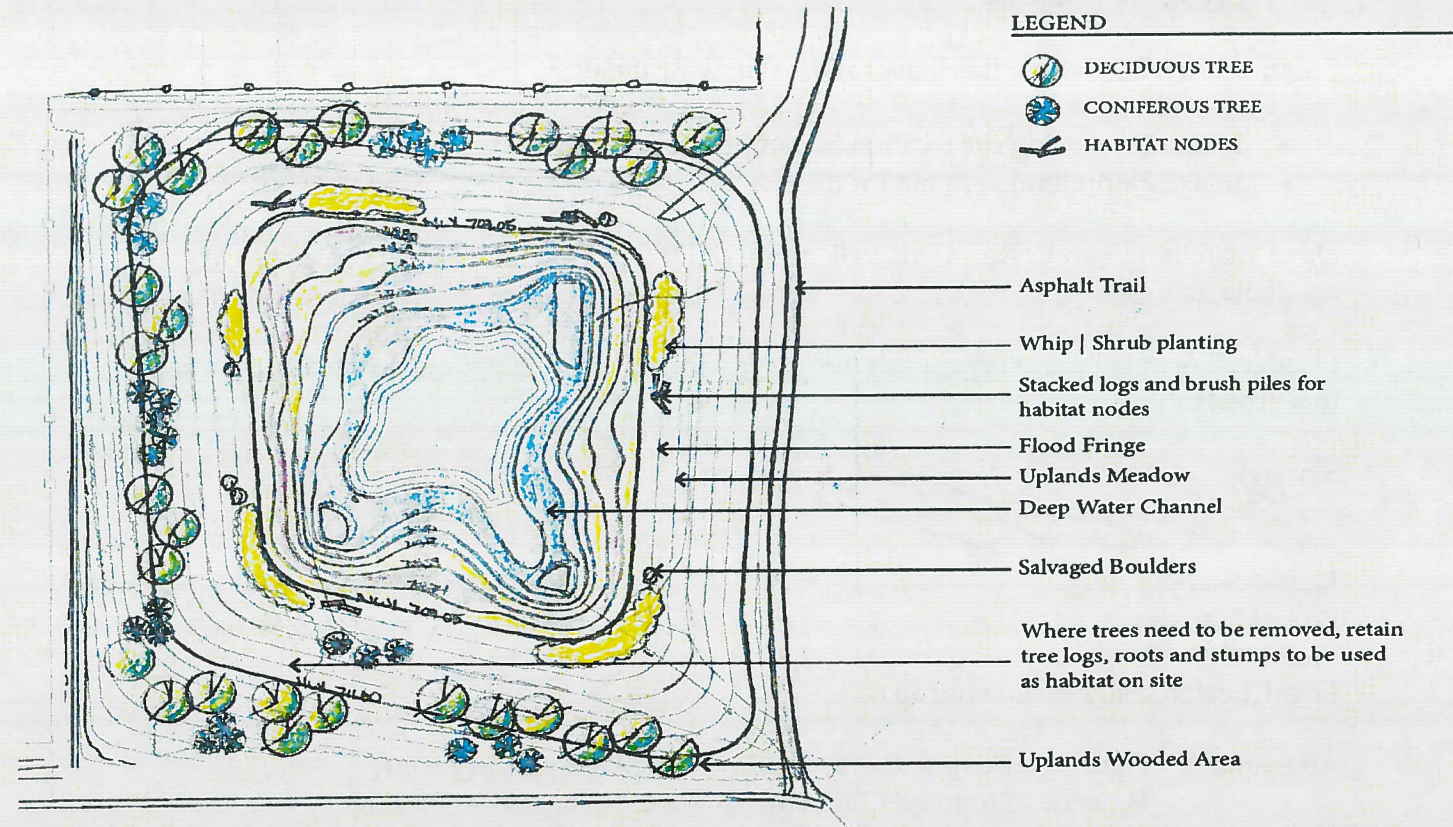 LEGEND
DECIDUOUS TREE
CONIFEROUS TREE
HABITAT NODES
Asphalt Trail
Whip | Shrub planting
Stacked logs and brush piles for
habitat nodes
Flood Fringe
Uplands Meadow
Deep Water Channel
Salvaged Boulders
Where trees need to be removed, retain
tree logs, roots and stumps to be used
as habitat on site
Uplands Wooded Area